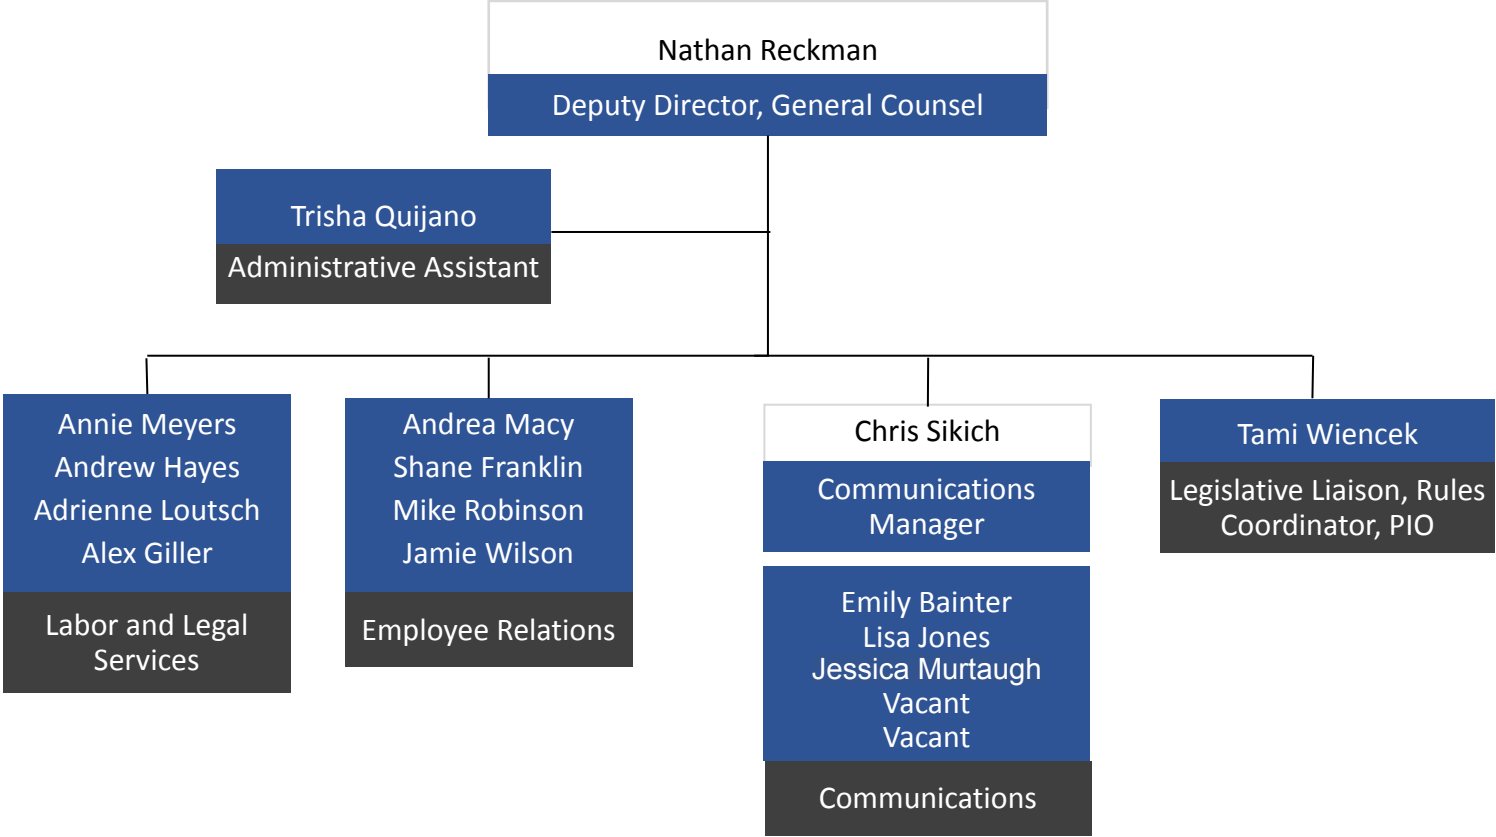 Nathan Reckman
Deputy Director, General Counsel
Trisha Quijano
Administrative Assistant
Annie Meyers
Andrew Hayes
Adrienne Loutsch
Alex Giller
Labor and Legal
Services
Andrea Macy
Shane Franklin
Mike Robinson
Jamie Wilson
Employee Relations
Chris Sikich
Communications
Manager
Emily Bainter
Lisa Jones
Jessica Murtaugh
Vacant
Vacant
Communications
Tami Wiencek
Legislative Liaison, Rules
Coordinator, PIO